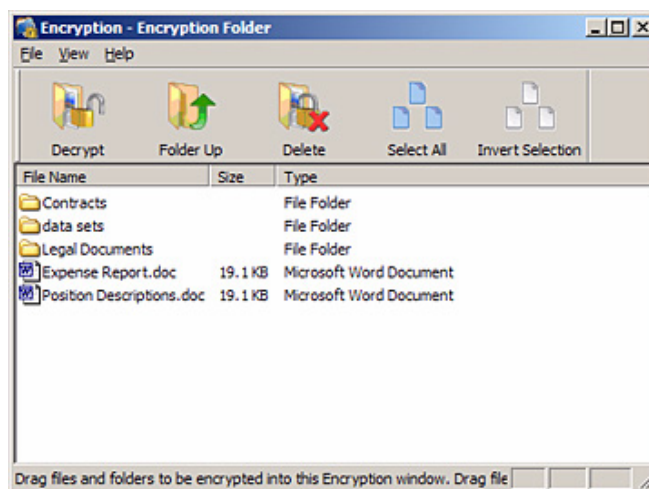 Encryption - Encryption Folder
File View Help
Decrypt Folder Up Delete Select All Invert Selection
File Name Size Type
Contracts File Folder
data sets File Folder
Legal Documents File Folder
Expense Report.doc 19.1 KB Microsoft Word Document
Position Descriptions.doc 19.1 KB Microsoft Word Document
Drag files and folders to be encrypted into this Encryption window. Drag file